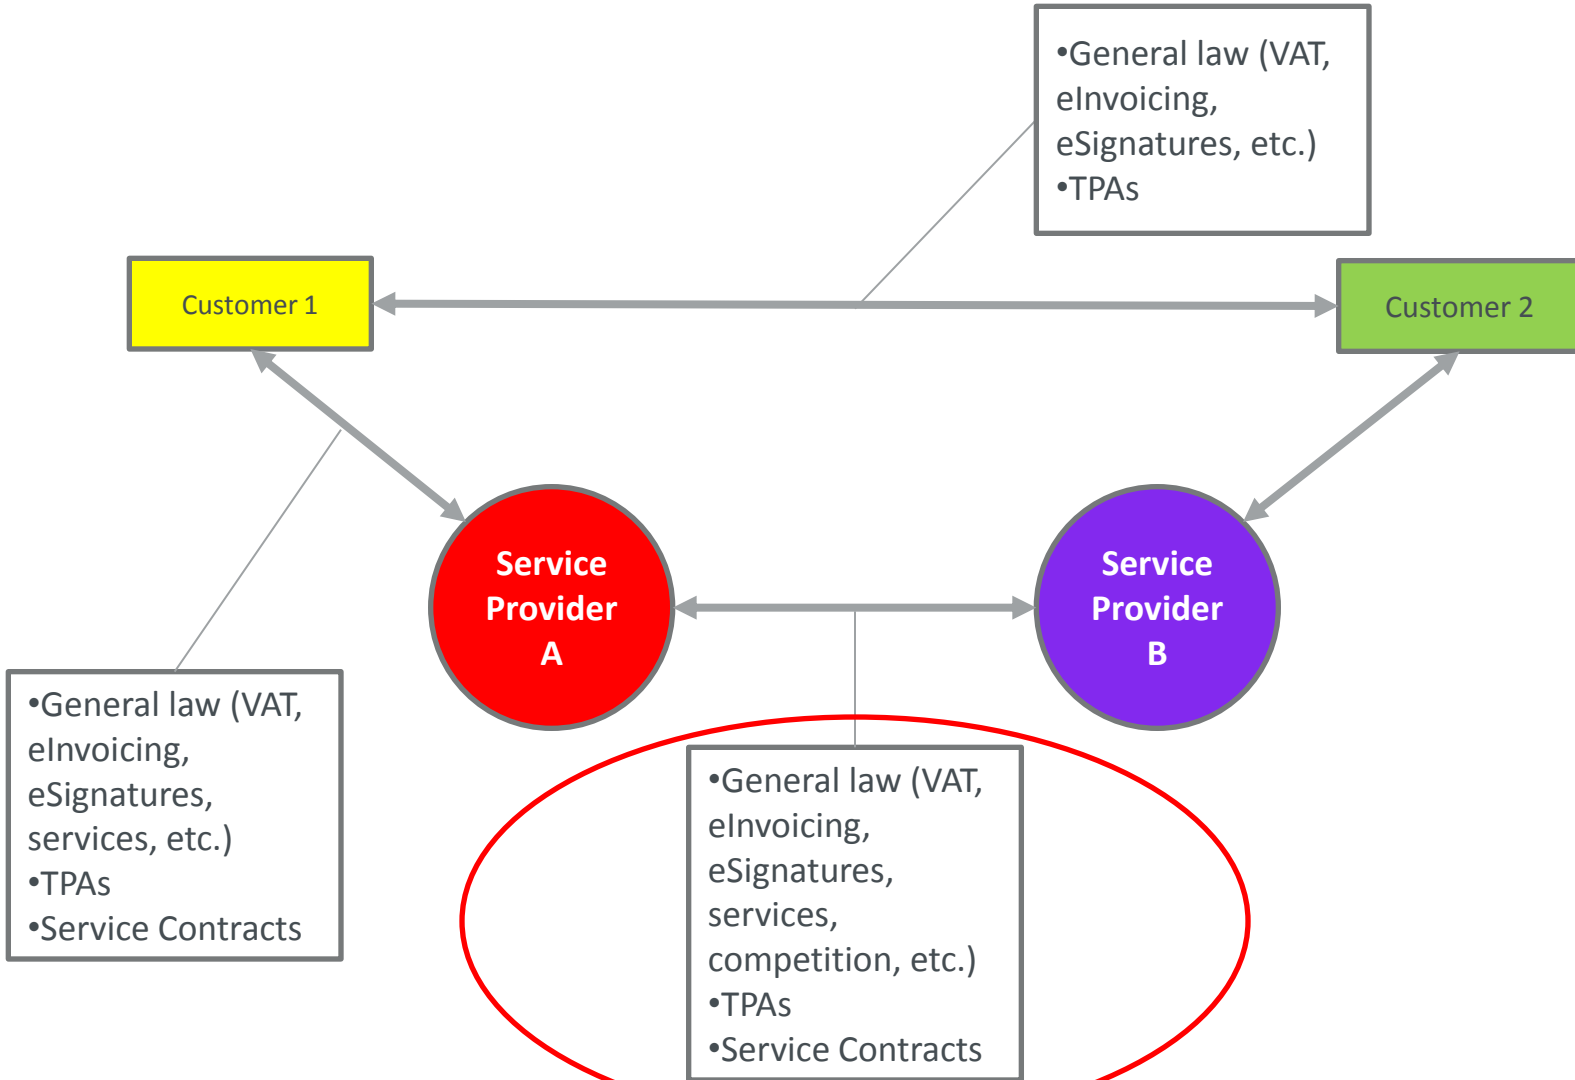 •General law (VAT,
eInvoicing,
eSignatures, etc.)
•TPAs
Customer 1
Customer 2
Service
Provider
A
Service
Provider
B
•General law (VAT,
eInvoicing,
eSignatures,
services, etc.)
•TPAs
•Service Contracts
•General law (VAT,
eInvoicing,
eSignatures,
services,
competition, etc.)
•TPAs
•Service Contracts